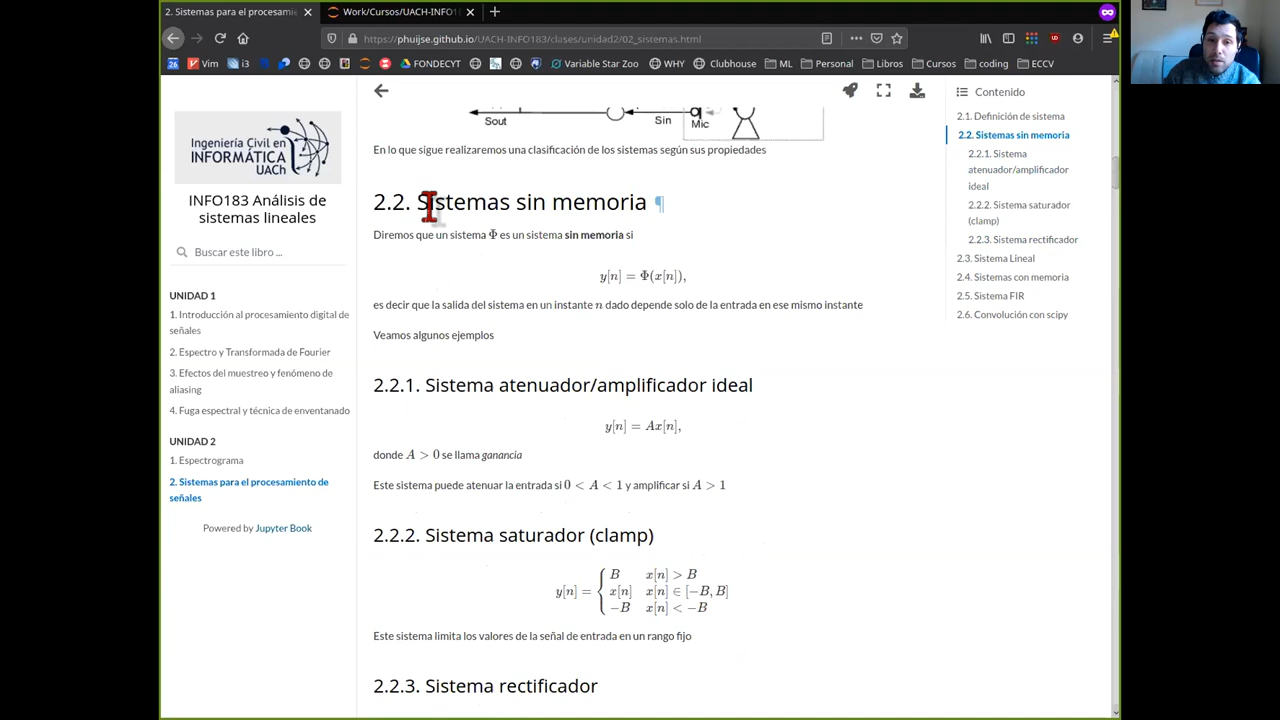 2. Sistemas para el procesamie
Work/Cursos/UACH-INFO1
https://phuijse.github.io/UACH-INFO183/clases/unidad2/02_sistemas.html
Vim
i3
FONDECYT
Variable Star Zoo
WHY
Clubhouse
ML
Personal
Libros
Cursos
coding
ECCV
Ingeniería Civil en
INFORMÁTICA
UACh
INFO183 Análisis de
sistemas lineales
Buscar este libro ...
UNIDAD 1
1. Introducción al procesamiento digital de
señales
2. Espectro y Transformada de Fourier
3. Efectos del muestreo y fenómeno de
aliasing
4. Fuga espectral y técnica de enventanado
UNIDAD 2
1. Espectrograma
2. Sistemas para el procesamiento de
señales
Powered by Jupyter Book
Sout
Sin
Mic
En lo que sigue realizaremos una clasificación de los sistemas según sus propiedades
2.2. Sistemas sin memoria ¶
Diremos que un sistema Φ es un sistema sin memoria si
y[n] = Φ(x[n]),
es decir que la salida del sistema en un instante n dado depende solo de la entrada en ese mismo instante
Veamos algunos ejemplos
2.2.1. Sistema atenuador/amplificador ideal
y[n] = Ax[n],
donde A > 0 se llama ganancia
Este sistema puede atenuar la entrada si 0 < A < 1 y amplificar si A > 1
2.2.2. Sistema saturador (clamp)
B x[n] > B
y[n] = { x[n] x[n] ∈ [−B, B]
−B x[n] < −B
Este sistema limita los valores de la señal de entrada en un rango fijo
2.2.3. Sistema rectificador
Contenido
2.1. Definición de sistema
2.2. Sistemas sin memoria
2.2.1. Sistema
atenuador/amplificador
ideal
2.2.2. Sistema saturador
(clamp)
2.2.3. Sistema rectificador
2.3. Sistema Lineal
2.4. Sistemas con memoria
2.5. Sistema FIR
2.6. Convolución con scipy